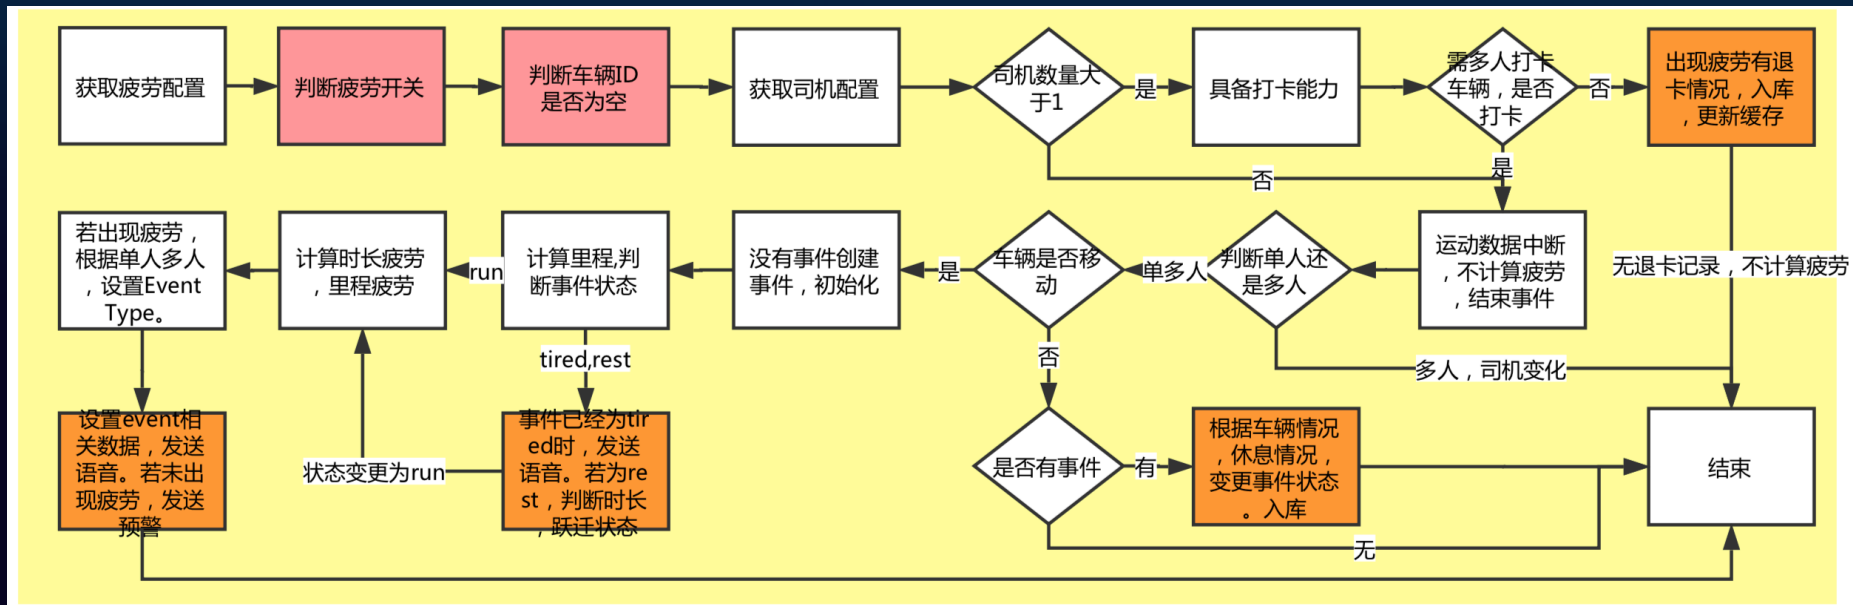 获取疲劳配置
判断疲劳开关
判断车辆ID
是否为空
获取司机配置
司机数量大
于1
是
具备打卡能力
需多人打卡
车辆，是否
打卡
否
出现疲劳有退
卡情况，入库
，更新缓存
是
否
若出现疲劳，
根据单人多人
，设置Event
Type。
计算时长疲劳
，里程疲劳
run
计算里程,判
断事件状态
没有事件创建
事件，初始化
是
车辆是否移
动
单多人
判断单人还
是多人
运动数据中断
，不计算疲劳
，结束事件
无退卡记录，不计算疲劳
tired,rest
否
多人，司机变化
设置event相
关数据，发送
语音。若未出
现疲劳，发送
预警
状态变更为run
事件已经为tir
ed时，发送
语音。若为re
st，判断时长
，跃迁状态
是否有事件
有
根据车辆情况
，休息情况，
变更事件状态
。入库
结束
无